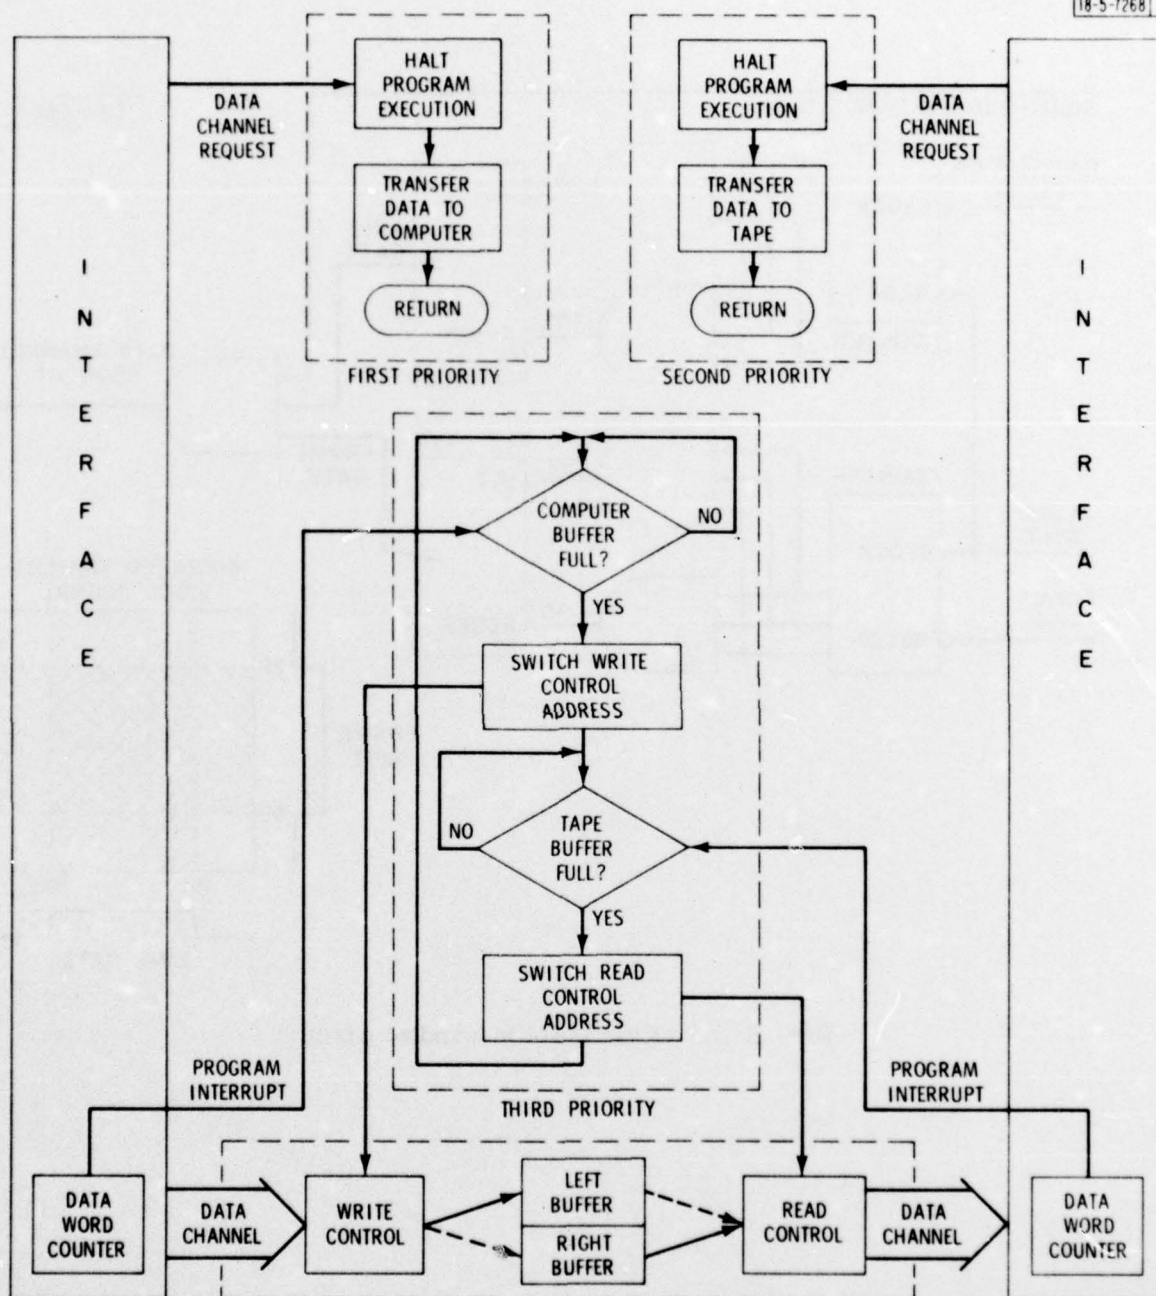 18-5-7268
HALT
PROGRAM
EXECUTION
HALT
PROGRAM
EXECUTION
DATA
CHANNEL
REQUEST
DATA
CHANNEL
REQUEST
TRANSFER
DATA TO
COMPUTER
TRANSFER
DATA TO
TAPE
RETURN
RETURN
FIRST PRIORITY
SECOND PRIORITY
INTERFACE
INTERFACE
COMPUTER
BUFFER
FULL?
NO
YES
SWITCH WRITE
CONTROL
ADDRESS
TAPE
BUFFER
FULL?
NO
YES
SWITCH READ
CONTROL
ADDRESS
THIRD PRIORITY
PROGRAM
INTERRUPT
PROGRAM
INTERRUPT
DATA
WORD
COUNTER
DATA
CHANNEL
WRITE
CONTROL
LEFT
BUFFER
RIGHT
BUFFER
READ
CONTROL
DATA
CHANNEL
DATA
WORD
COUNTER